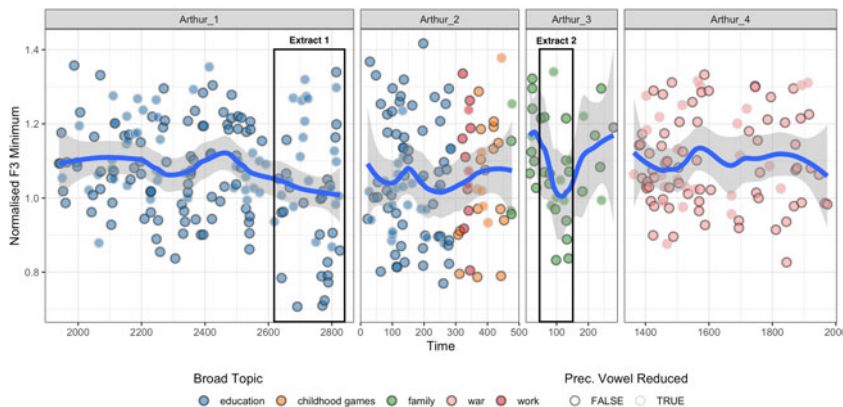 Arthur_1 Arthur_2 Arthur_3 Arthur_4
Extract 1 Extract 2
1.4
1.2
1.0
0.8
Normalised F3 Minimum
2000 2200 2400 2600 2800 0 100 200 300 400 500 0 100 200 1400 1600 1800 200
Time
Broad Topic Prec. Vowel Reduced
education childhood games family war work FALSE TRUE